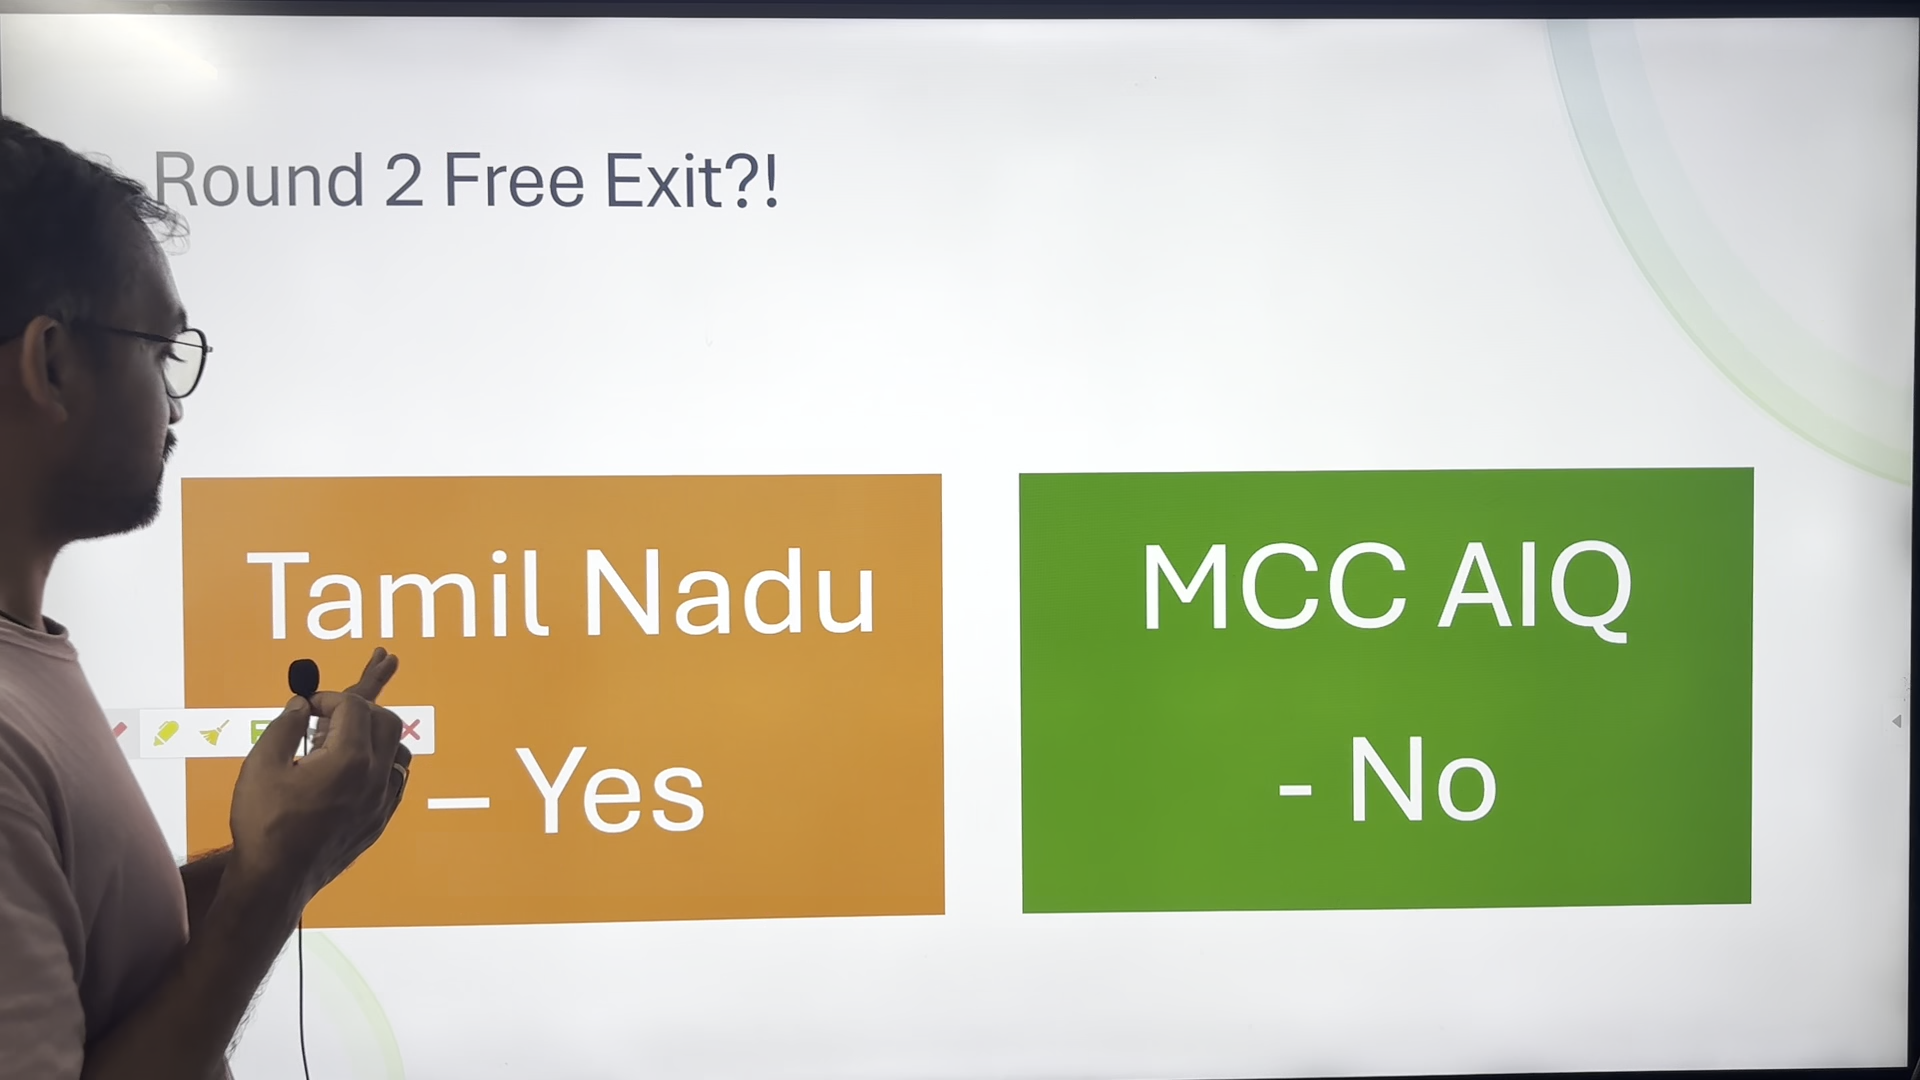 Round 2 Free Exit?!
Tamil Nadu
– Yes
MCC AIQ
- No